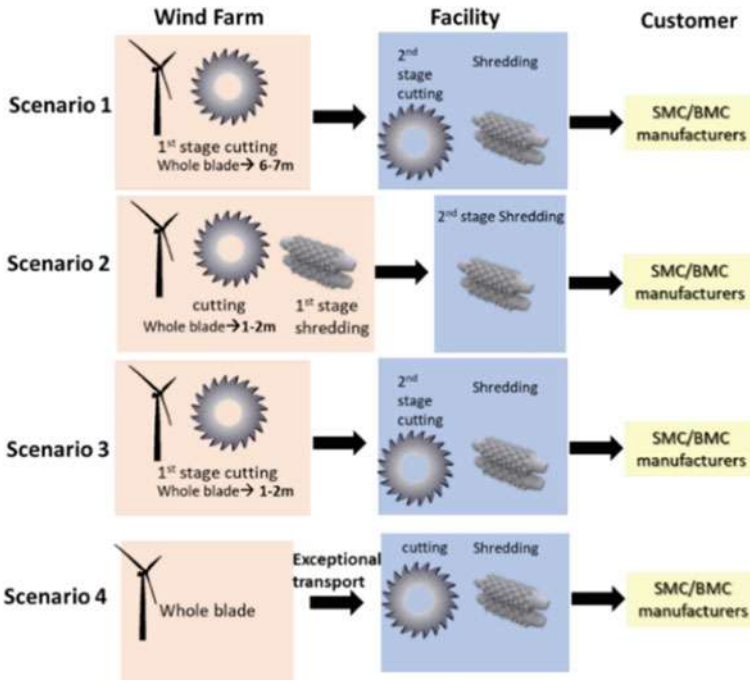 Wind Farm
Facility
Customer
Scenario 1
1st stage cutting
Whole blade→ 6-7m
2nd
stage
cutting
Shredding
SMC/BMC
manufacturers
Scenario 2
cutting
Whole blade→1-2m
1st stage
shredding
2nd stage Shredding
SMC/BMC
manufacturers
Scenario 3
1st stage cutting
Whole blade→ 1-2m
2nd
stage
cutting
Shredding
SMC/BMC
manufacturers
Scenario 4
Whole blade
Exceptional
transport
cutting
Shredding
SMC/BMC
manufacturers